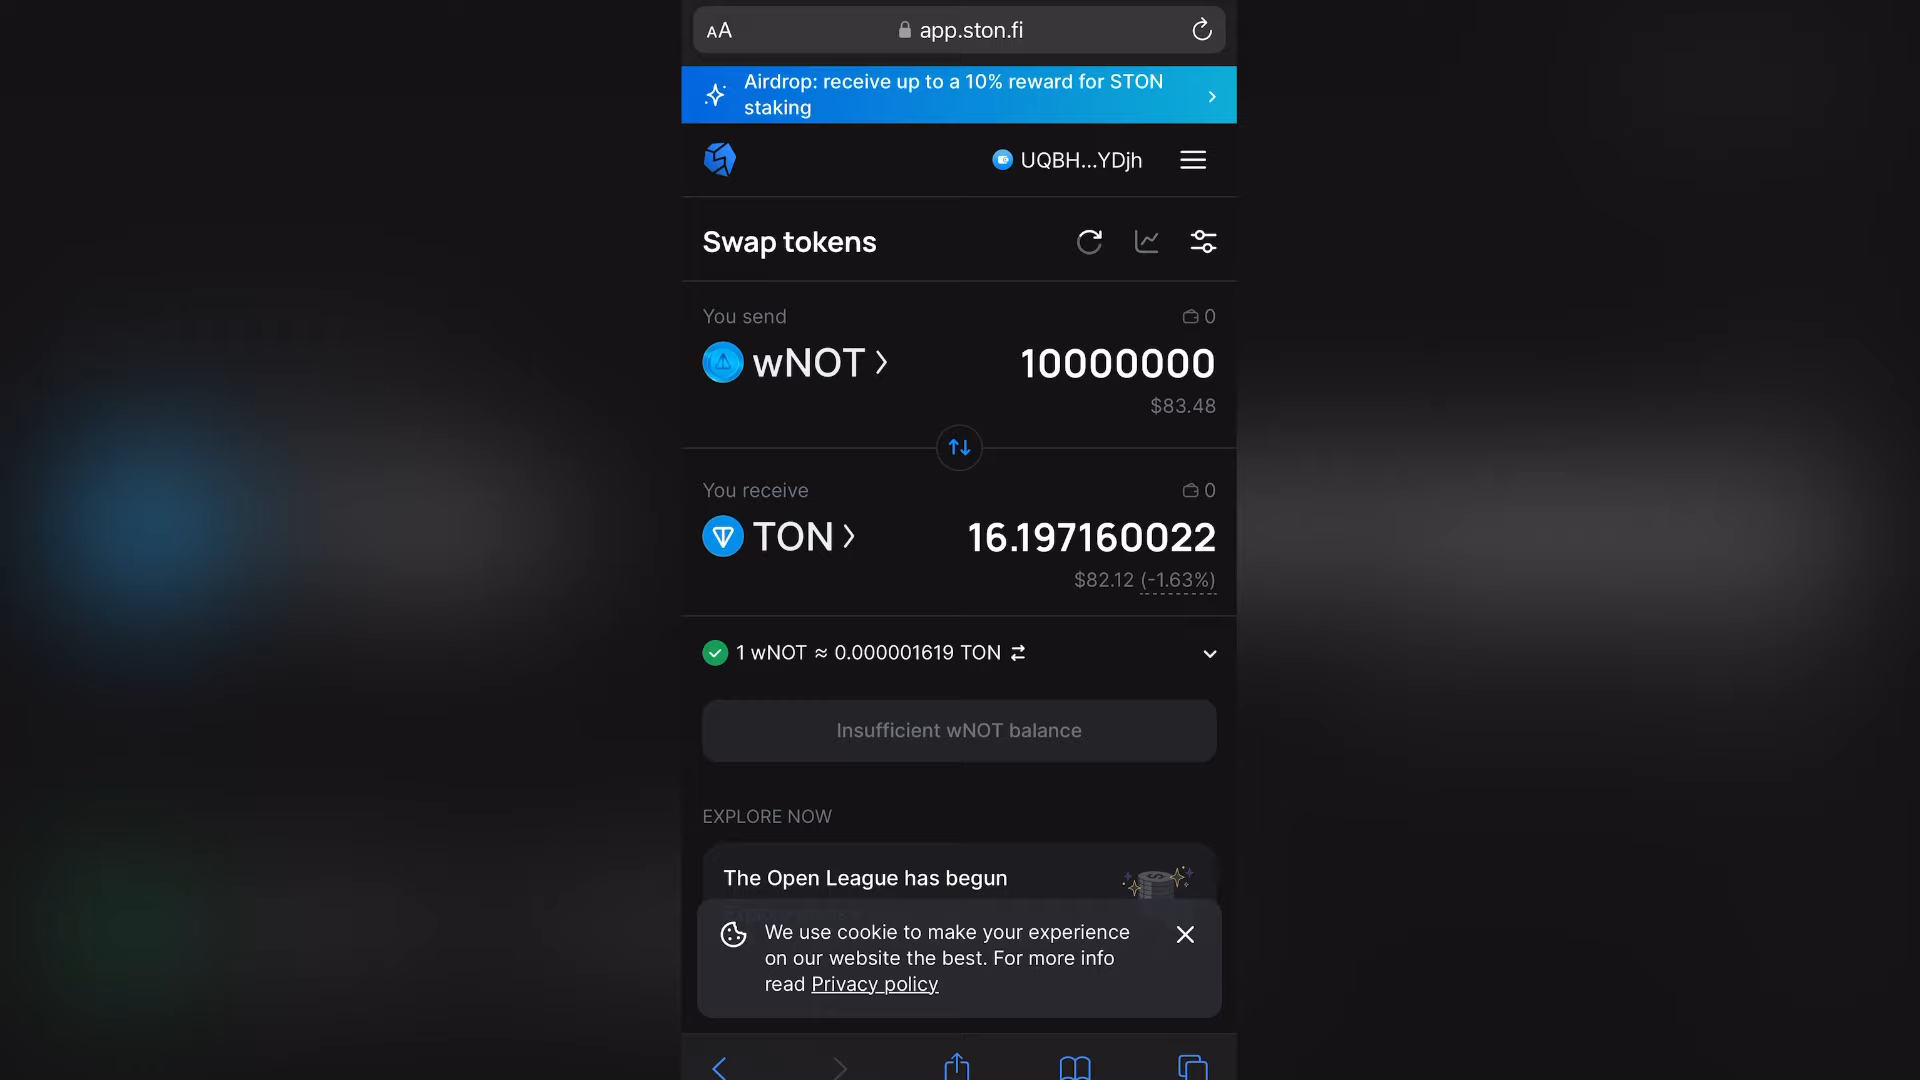 AA app.ston.fi
Airdrop: receive up to a 10% reward for STON
staking
UQBH...YDjh
Swap tokens
You send 0
wNOT 10000000
$83.48
You receive 0
TON 16.197160022
$82.12 (-1.63%)
1 wNOT ≈ 0.000001619 TON
Insufficient wNOT balance
EXPLORE NOW
The Open League has begun
We use cookie to make your experience
on our website the best. For more info
read Privacy policy